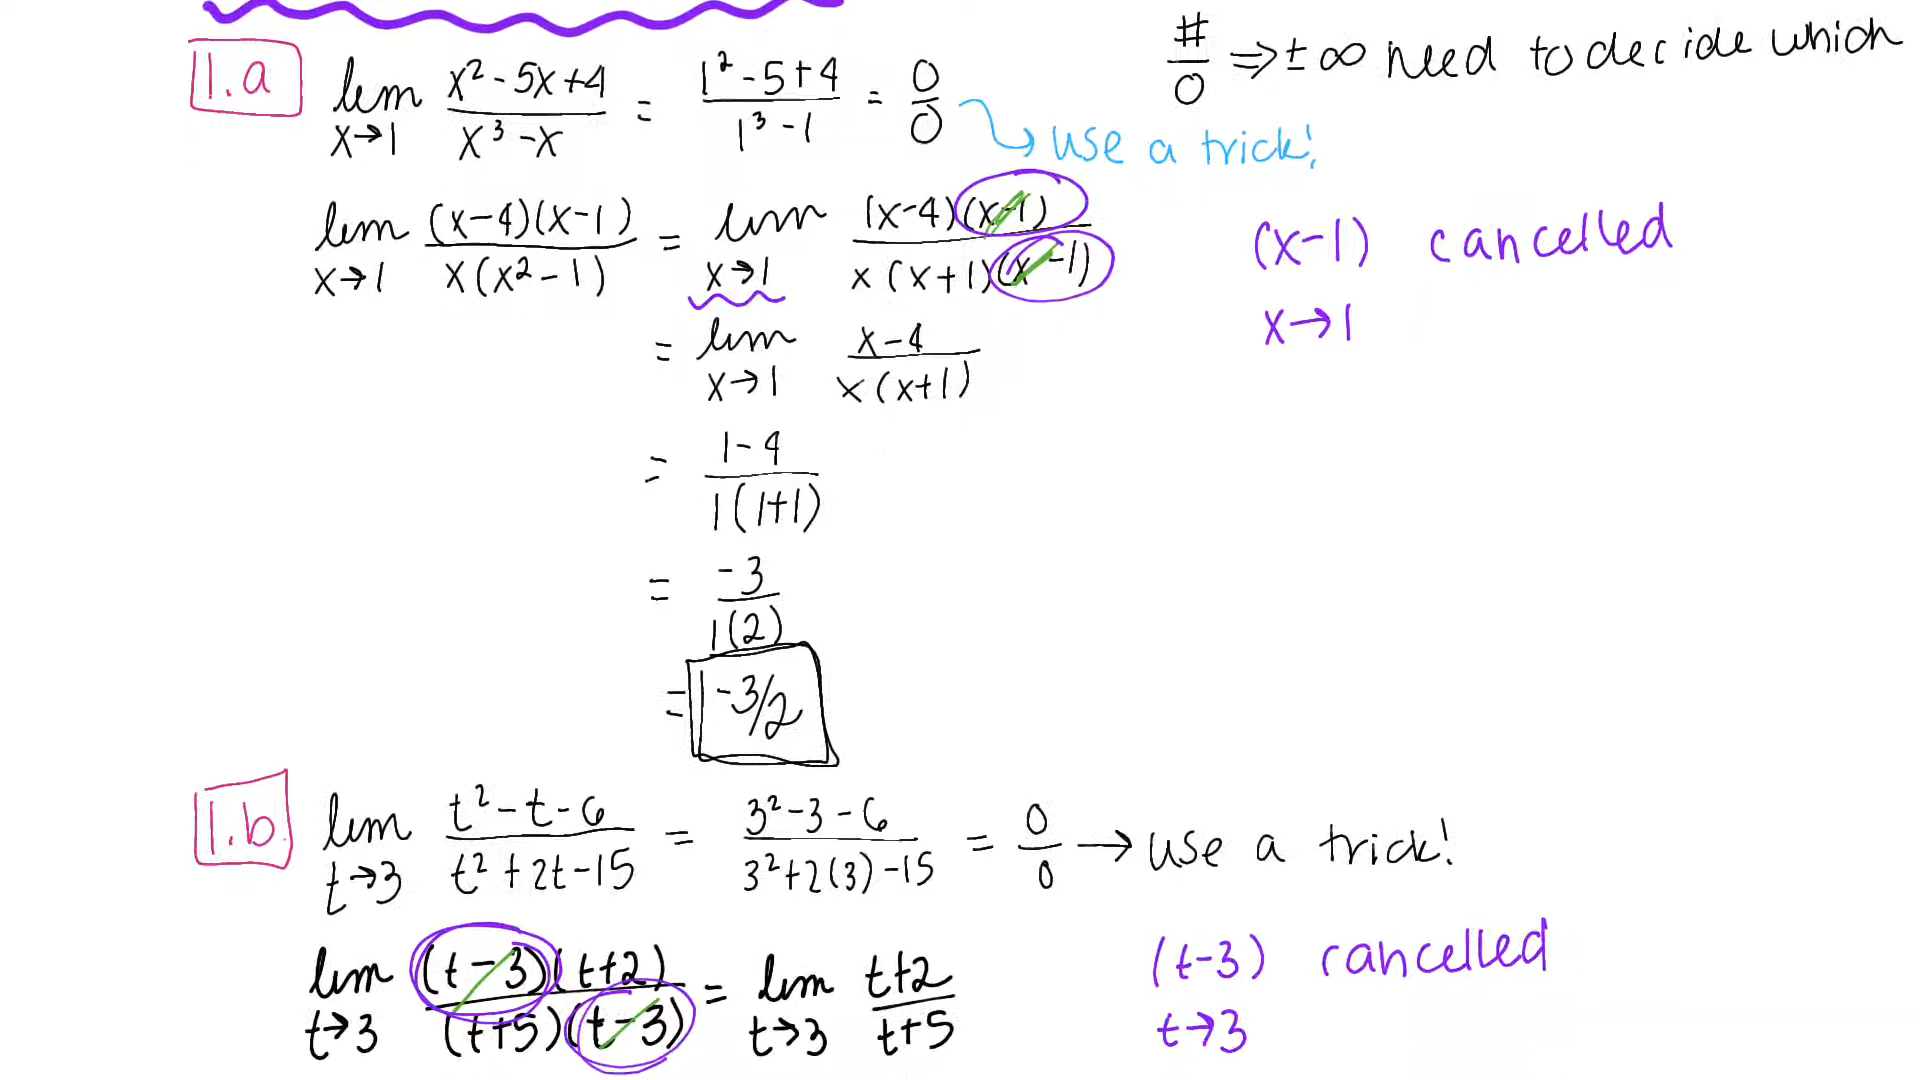 #/0 ⇒ ± ∞ need to decide which
1.a lim x→1 (x² - 5x + 4)/(x³ - x) = (1² - 5 + 4)/(1³ - 1) = 0/0
use a trick!
lim x→1 (x-4)(x-1)/(x(x² - 1)) = lim x→1 (x-4)(x-1)/(x(x+1)(x-1))
(x-1) cancelled
x→1
= lim x→1 (x-4)/(x(x+1))
= (1-4)/(1(1+1))
= -3/(1(2))
= -3/2
1.b lim t→3 (t² - t - 6)/(t² + 2t - 15) = (3² - 3 - 6)/(3² + 2(3) - 15) = 0/0 → use a trick!
lim t→3 (t-3)(t+2)/((t+5)(t-3)) = lim t→3 (t+2)/(t+5)
(t-3) cancelled
t→3